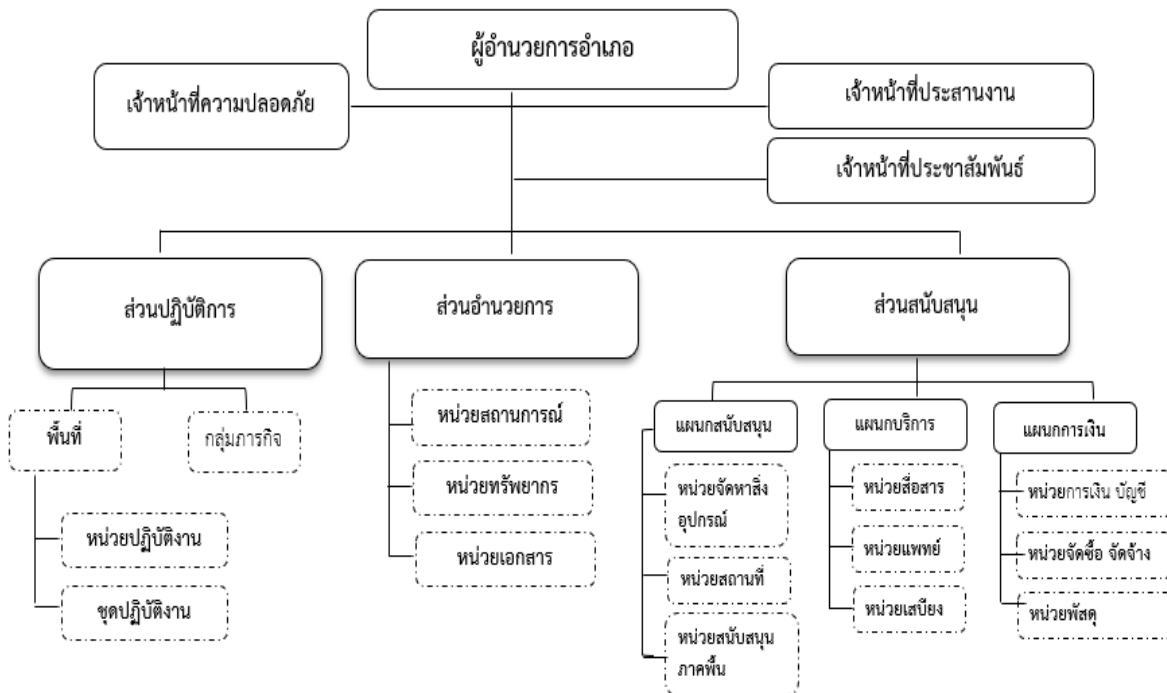 ผู้อำนวยการอำเภอ
เจ้าหน้าที่ความปลอดภัย
เจ้าหน้าที่ประสานงาน
เจ้าหน้าที่ประชาสัมพันธ์
ส่วนปฏิบัติการ
ส่วนอำนวยการ
ส่วนสนับสนุน
พื้นที่
กลุ่มภารกิจ
หน่วยปฏิบัติงาน
ชุดปฏิบัติงาน
หน่วยสถานการณ์
หน่วยทรัพยากร
หน่วยเอกสาร
แผนกสนับสนุน
หน่วยจัดหาสิ่ง
อุปกรณ์
หน่วยสถานที่
หน่วยสนับสนุน
ภาคพื้น
แผนกบริการ
หน่วยสื่อสาร
หน่วยแพทย์
หน่วยเสบียง
แผนกการเงิน
หน่วยการเงิน บัญชี
หน่วยจัดซื้อ จัดจ้าง
หน่วยพัสดุ